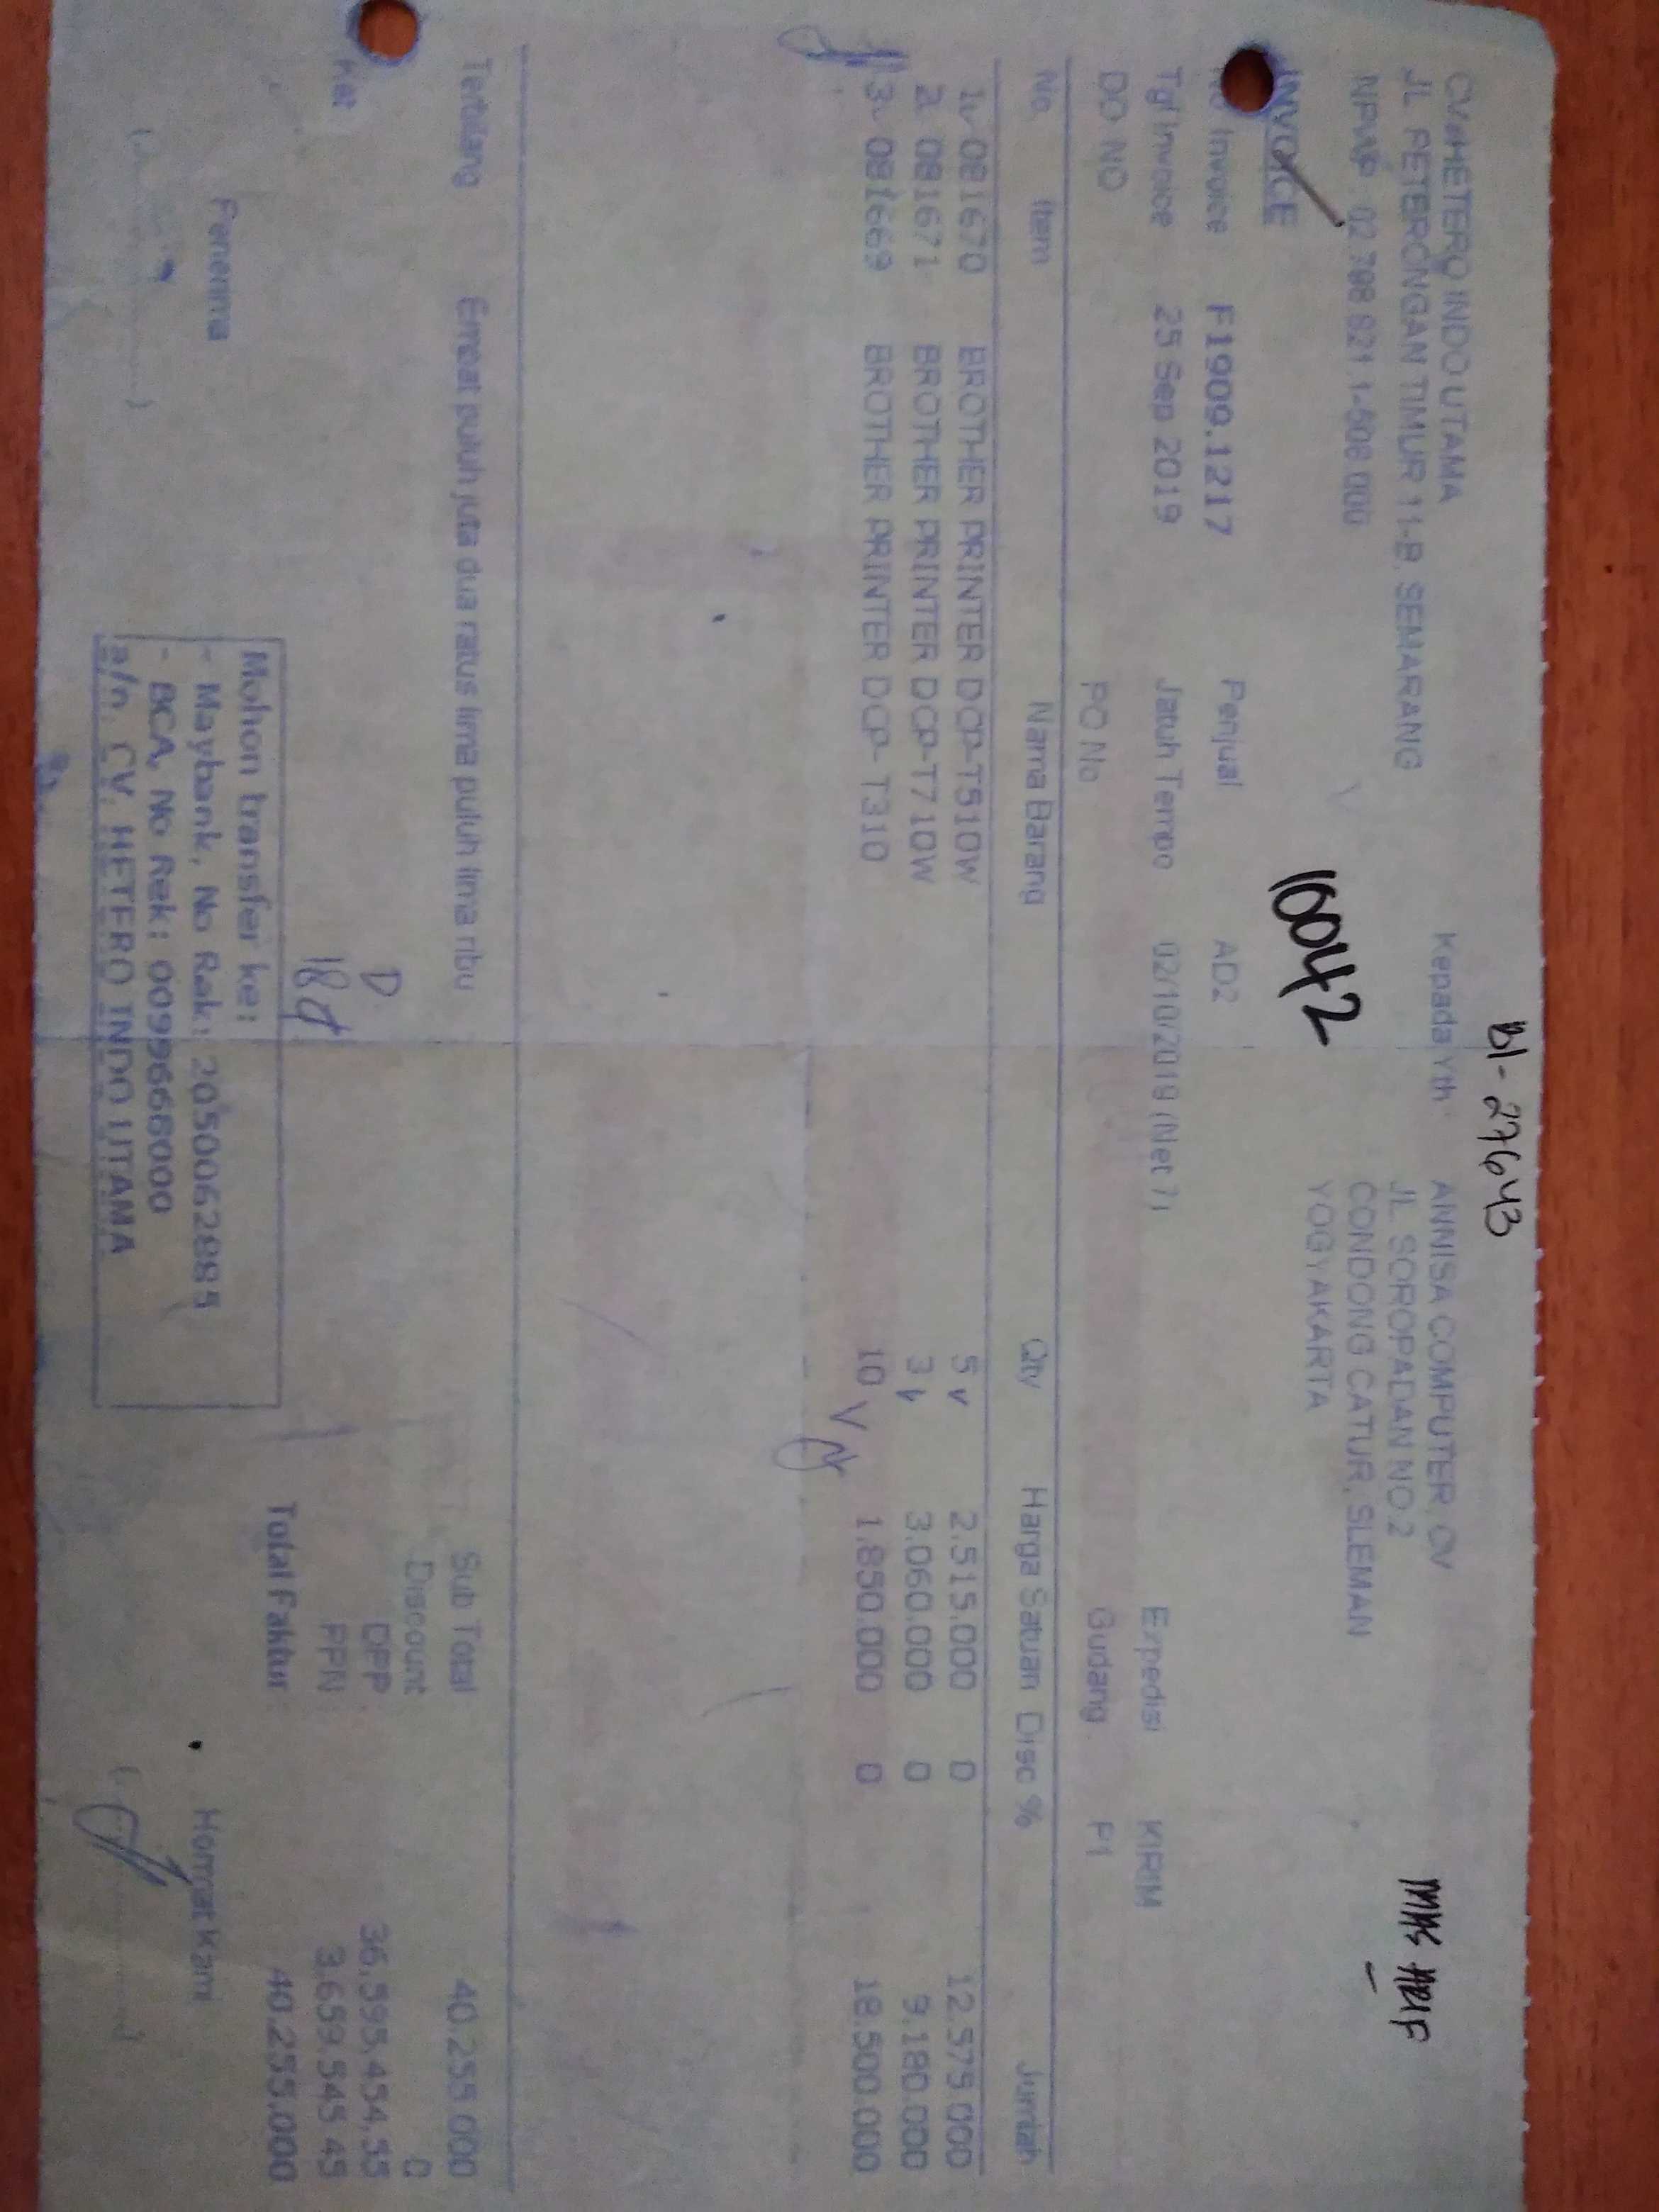 BI-27643
CV. HETERO INDO UTAMA
JL. PETERONGAN TIMUR 11-B, SEMARANG
NPWP 02.798.821.1-508.000
Kepada Yth
ANNISA COMPUTER, CV
JL. SOROPADAN NO.2
CONDONG CATUR, SLEMAN
YOGYAKARTA
MAS ARIF
10042
INVOICE
No Invoice F1909.1217 Penjual AD2
Tgl Invoice 25 Sep 2019 Jatuh Tempo 02/10/2019 (Net 7) Expedisi KIRIM
DO NO PO No Gudang P1
No. Item Nama Barang Qty Harga Satuan Disc % Jumlah
1. 081670 BROTHER PRINTER DCP-T510W 5 2.515.000 0 12.575.000
2. 081671 BROTHER PRINTER DCP-T710W 3 3.060.000 0 9.180.000
3. 081669 BROTHER PRINTER DCP- T310 10 1.850.000 0 18.500.000
Terbilang Empat puluh juta dua ratus lima puluh lima ribu
Sub Total 40.255.000
Discount 0
DPP 36,595,454.55
PPN 3,659,545.45
Total Faktur 40.255.000
Ket
D
18
Penerima
Hormat Kami
Mohon transfer ke:
- Maybank, No Rek: 2050062885
- BCA, No Rek: 0099668000
a/n. CV. HETERO INDO UTAMA